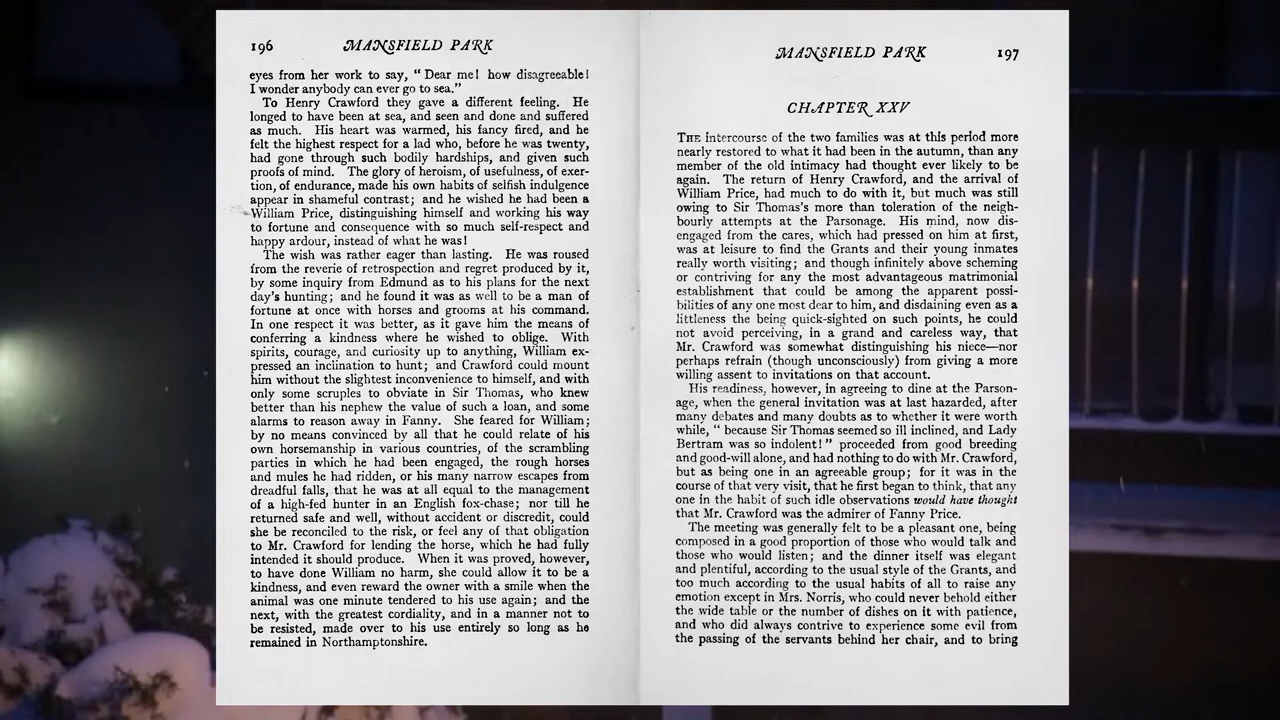 196
MANSFIELD PARK
eyes from her work to say, “ Dear me! how disagreeable!
I wonder anybody can ever go to sea.”
To Henry Crawford they gave a different feeling. He
longed to have been at sea, and seen and done and suffered
as much. His heart was warmed, his fancy fired, and he
felt the highest respect for a lad who, before he was twenty,
had gone through such bodily hardships, and given such
proofs of mind. The glory of heroism, of usefulness, of exer-
tion, of endurance, made his own habits of selfish indulgence
appear in shameful contrast; and he wished he had been a
William Price, distinguishing himself and working his way
to fortune and consequence with so much self-respect and
happy ardour, instead of what he was!
The wish was rather eager than lasting. He was roused
from the reverie of retrospection and regret produced by it,
by some inquiry from Edmund as to his plans for the next
day’s hunting; and he found it was as well to be a man of
fortune at once with horses and grooms at his command.
In one respect it was better, as it gave him the means of
conferring a kindness where he wished to oblige. With
spirits, courage, and curiosity up to anything, William ex-
pressed an inclination to hunt; and Crawford could mount
him without the slightest inconvenience to himself, and with
only some scruples to obviate in Sir Thomas, who knew
better than his nephew the value of such a loan, and some
alarms to reason away in Fanny. She feared for William;
by no means convinced by all that he could relate of his
own horsemanship in various countries, of the scrambling
parties in which he had been engaged, the rough horses
and mules he had ridden, or his many narrow escapes from
dreadful falls, that he was at all equal to the management
of a high-fed hunter in an English fox-chase; nor till he
returned safe and well, without accident or discredit, could
she be reconciled to the risk, or feel any of that obligation
to Mr. Crawford for lending the horse, which he had fully
intended it should produce. When it was proved, however,
to have done William no harm, she could allow it to be a
kindness, and even reward the owner with a smile when the
animal was one minute tendered to his use again; and the
next, with the greatest cordiality, and in a manner not to
be resisted, made over to his use entirely so long as he
remained in Northamptonshire.
MANSFIELD PARK
197
CHAPTER XXV
THE intercourse of the two families was at this period more
nearly restored to what it had been in the autumn, than any
member of the old intimacy had thought ever likely to be
again. The return of Henry Crawford, and the arrival of
William Price, had much to do with it, but much was still
owing to Sir Thomas’s more than toleration of the neigh-
bourly attempts at the Parsonage. His mind, now dis-
engaged from the cares, which had pressed on him at first,
was at leisure to find the Grants and their young inmates
really worth visiting; and though infinitely above scheming
or contriving for any the most advantageous matrimonial
establishment that could be among the apparent possi-
bilities of any one most dear to him, and disdaining even as a
littleness the being quick-sighted on such points, he could
not avoid perceiving, in a grand and careless way, that
Mr. Crawford was somewhat distinguishing his niece—nor
perhaps refrain (though unconsciously) from giving a more
willing assent to invitations on that account.
His readiness, however, in agreeing to dine at the Parson-
age, when the general invitation was at last hazarded, after
many debates and many doubts as to whether it were worth
while, “ because Sir Thomas seemed so ill inclined, and Lady
Bertram was so indolent! ” proceeded from good breeding
and good-will alone, and had nothing to do with Mr. Crawford,
but as being one in an agreeable group; for it was in the
course of that very visit, that he first began to think, that any
one in the habit of such idle observations would have thought
that Mr. Crawford was the admirer of Fanny Price.
The meeting was generally felt to be a pleasant one, being
composed in a good proportion of those who would talk and
those who would listen; and the dinner itself was elegant
and plentiful, according to the usual style of the Grants, and
too much according to the usual habits of all to raise any
emotion except in Mrs. Norris, who could never behold either
the wide table or the number of dishes on it with patience,
and who did always contrive to experience some evil from
the passing of the servants behind her chair, and to bring